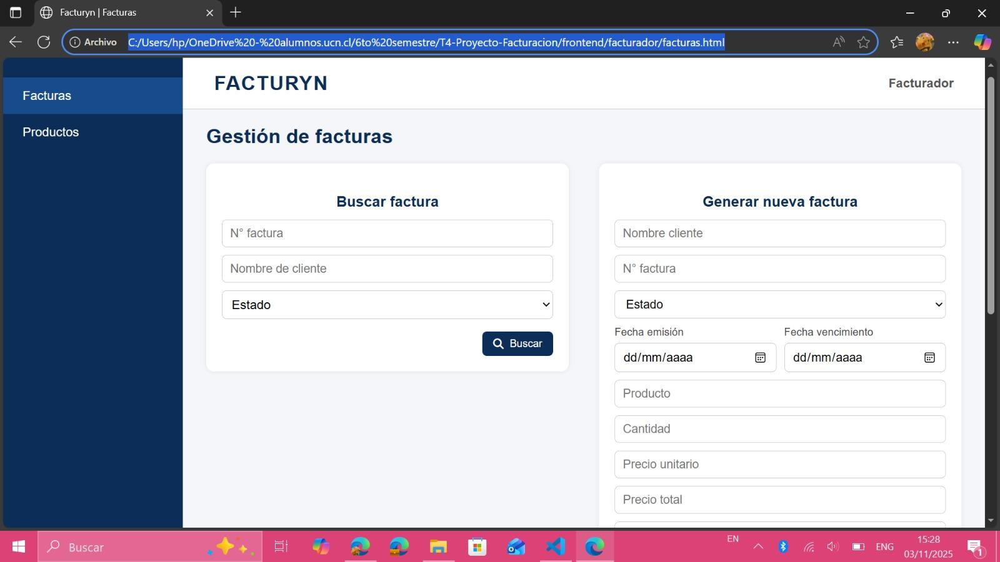 Facturyn | Facturas
Archivo
C:/Users/hp/OneDrive%20-%20alumnos.ucn.cl/6to%20semestre/T4-Proyecto-Facturacion/frontend/facturador/facturas.html
Facturas
Productos
FACTURYN
Facturador
Gestión de facturas
Buscar factura
N° factura
Nombre de cliente
Estado
Buscar
Generar nueva factura
Nombre cliente
N° factura
Estado
Fecha emisión
Fecha vencimiento
dd/mm/aaaa
dd/mm/aaaa
Producto
Cantidad
Precio unitario
Precio total
Buscar
EN
ENG
15:28
03/11/2025
1